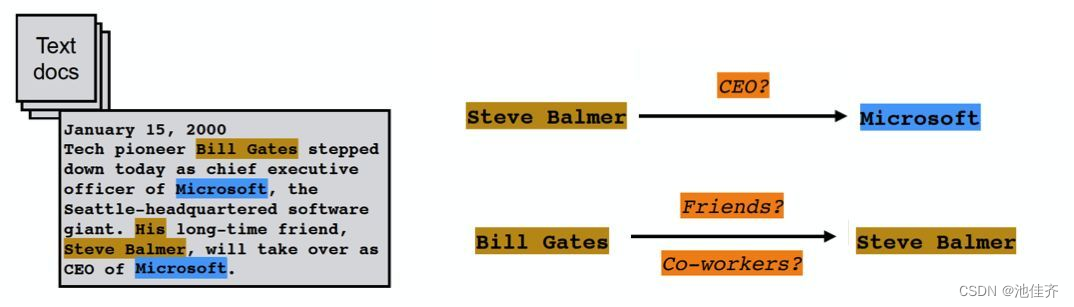 Text
docs
January 15, 2000
Tech pioneer Bill Gates stepped
down today as chief executive
officer of Microsoft, the
Seattle-headquartered software
giant. His long-time friend,
Steve Balmer, will take over as
CEO of Microsoft.
CEO?
Steve Balmer
Microsoft
Friends?
Bill Gates
Steve Balmer
Co-workers?
CSDN @池佳齐